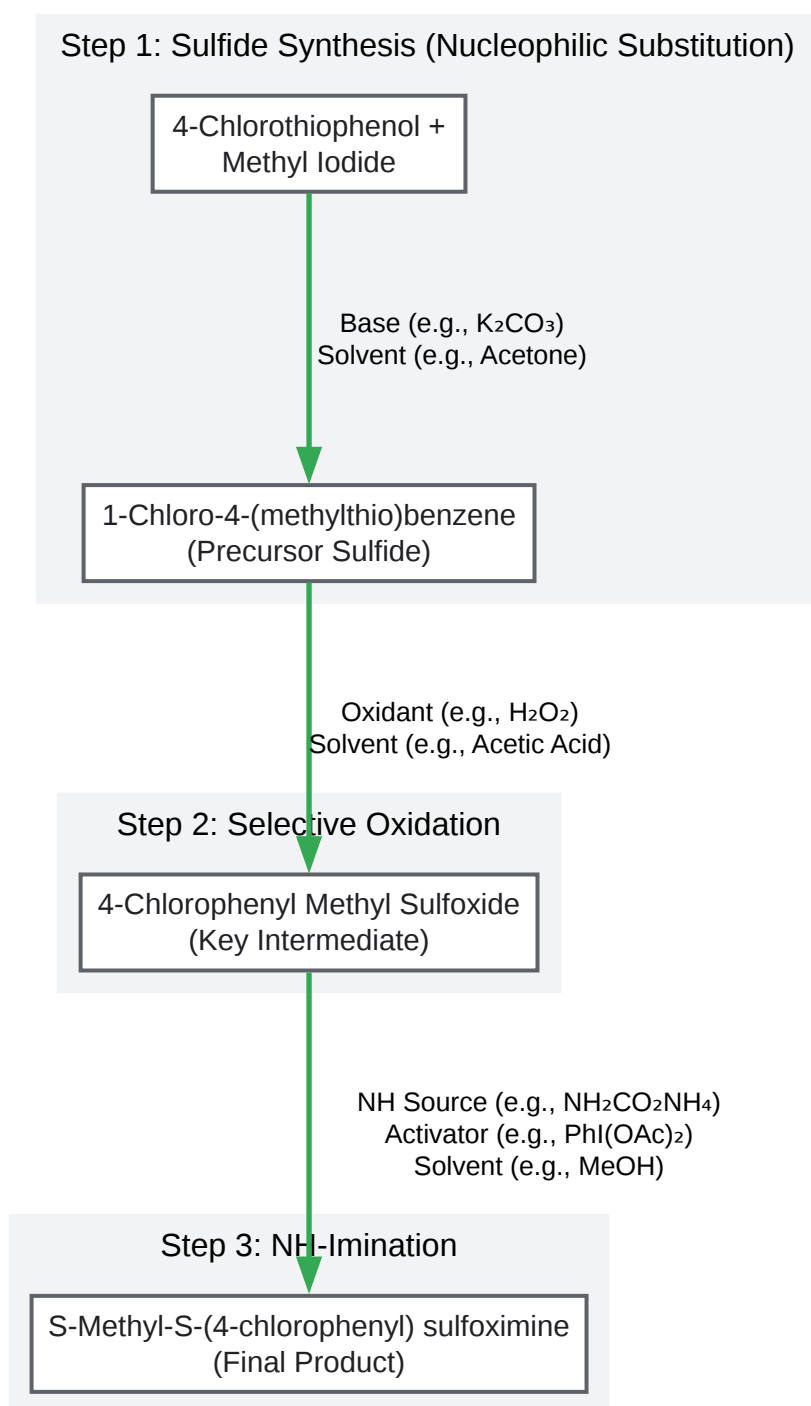 Step 1: Sulfide Synthesis (Nucleophilic Substitution)
4-Chlorothiophenol +
Methyl Iodide
Base (e.g., K₂CO₃)
Solvent (e.g., Acetone)
1-Chloro-4-(methylthio)benzene
(Precursor Sulfide)
Oxidant (e.g., H₂O₂)
Solvent (e.g., Acetic Acid)
Step 2: Selective Oxidation
4-Chlorophenyl Methyl Sulfoxide
(Key Intermediate)
NH Source (e.g., NH₂CO₂NH₄)
Activator (e.g., PhI(OAc)₂)
Solvent (e.g., MeOH)
Step 3: NH-Imination
S-Methyl-S-(4-chlorophenyl) sulfoximine
(Final Product)